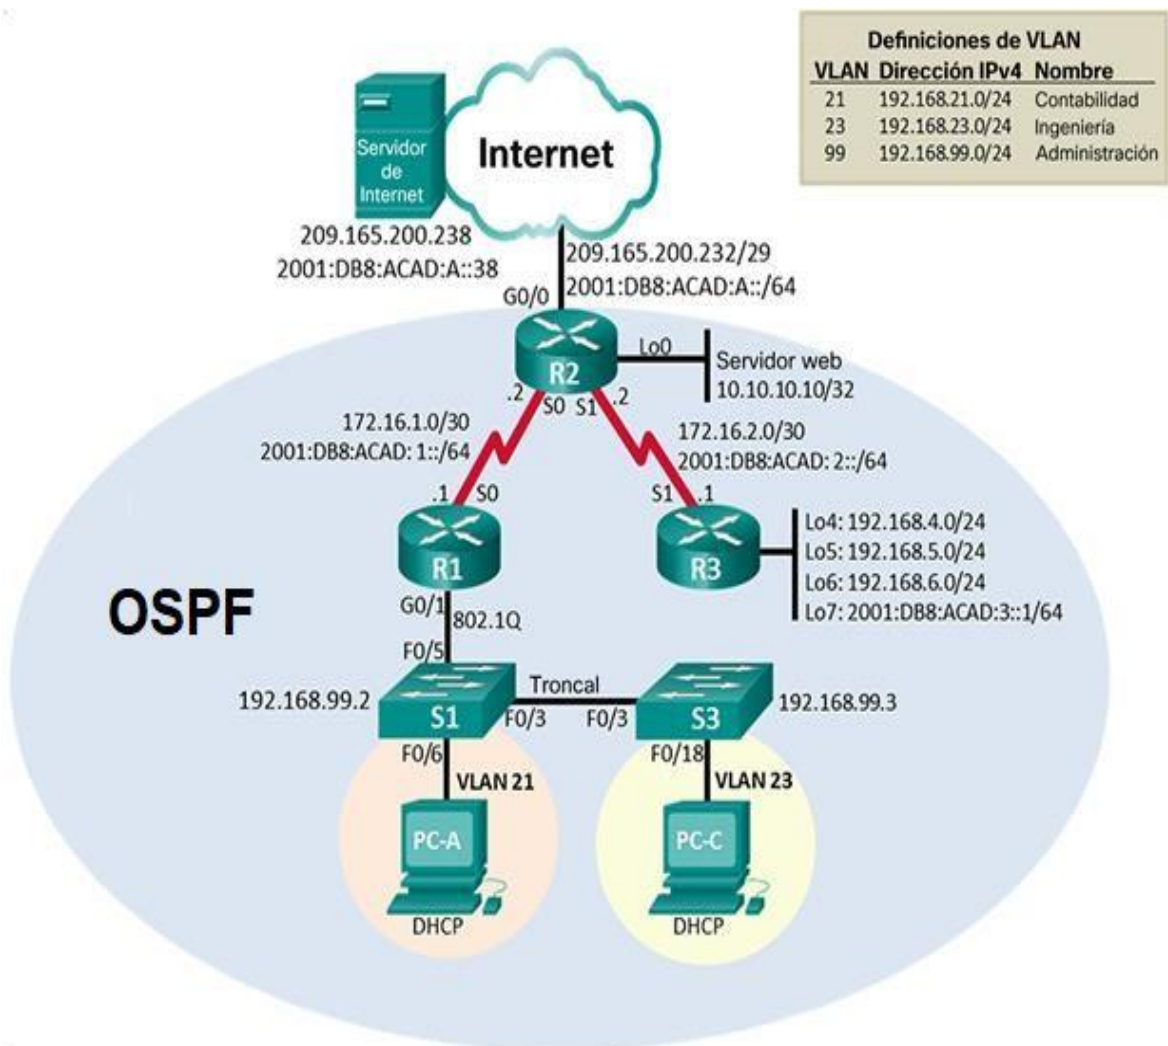 Definiciones de VLAN
VLAN Dirección IPv4 Nombre
21 192.168.21.0/24 Contabilidad
23 192.168.23.0/24 Ingeniería
99 192.168.99.0/24 Administración
Servidor
de
Internet
Internet
209.165.200.238
2001:DB8:ACAD:A::38
209.165.200.232/29
2001:DB8:ACAD:A::/64
G0/0
R2
Lo0
Servidor web
10.10.10.10/32
.2
S0
S1
.2
172.16.1.0/30
2001:DB8:ACAD: 1::/64
172.16.2.0/30
2001:DB8:ACAD: 2::/64
.1
S0
S1
.1
R1
R3
Lo4: 192.168.4.0/24
Lo5: 192.168.5.0/24
Lo6: 192.168.6.0/24
Lo7: 2001:DB8:ACAD:3::1/64
OSPF
G0/1
802.1Q
F0/5
192.168.99.2
S1
Troncal
F0/3
F0/3
S3
192.168.99.3
F0/6
VLAN 21
F0/18
VLAN 23
PC-A
DHCP
PC-C
DHCP